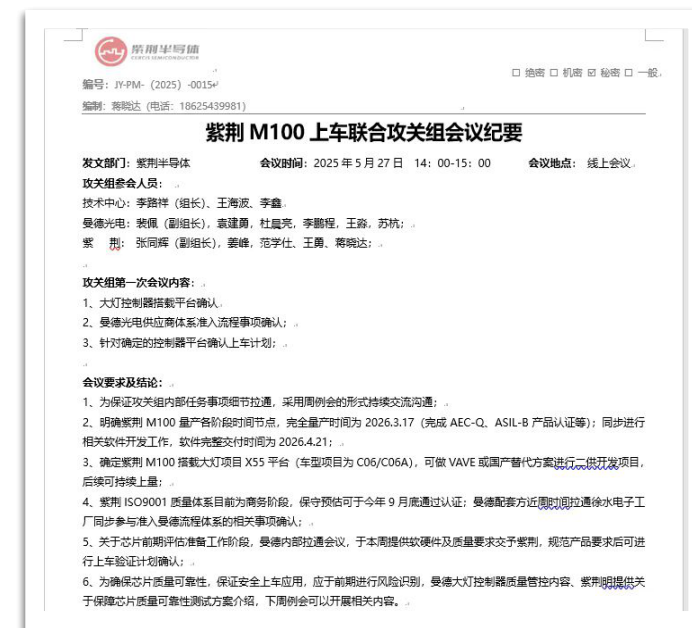 紫荆半导体
编号：JY-PM-（2025）-0015
□ 绝密 □ 机密 ☑ 秘密 □ 一般
编制：蒋晓达（电话：18625439981）
紫荆 M100 上车联合攻关组会议纪要
发文部门：紫荆半导体 会议时间：2025 年 5 月 27 日 14：00-15：00 会议地点：线上会议
攻关组参会人员：
技术中心：李路祥（组长）、王海波、李鑫
曼德光电：裴佩（副组长），袁建勇，杜晨亮，李鹏程，王淼，苏杭；
紫 荆：张同辉（副组长），姜峰，范学仕、王勇、蒋晓达；
攻关组第一次会议内容：
1、大灯控制器搭载平台确认
2、曼德光电供应商体系准入流程事项确认；
3、针对确定的控制器平台确认上车计划；
会议要求及结论：
1、为保证攻关组内部任务事项细节拉通，采用周例会的形式持续交流沟通；
2、明确紫荆 M100 量产各阶段时间节点，完全量产时间为 2026.3.17（完成 AEC-Q、ASIL-B 产品认证等）；同步进行
相关软件开发工作，软件完整交付时间为 2026.4.21；
3、确定紫荆 M100 搭载大灯项目 X55 平台（车型项目为 C06/C06A），可做 VAVE 或国产替代方案进行二供开发项目，
后续可持续上量；
4、紫荆 ISO9001 质量体系目前为商务阶段，保守预估可于今年 9 月底通过认证；曼德配套方近周时间拉通徐水电子工
厂同步参与准入曼德流程体系的相关事项确认；
5、关于芯片前期评估准备工作阶段，曼德内部拉通会议，于本周提供软硬件及质量要求交予紫荆，规范产品要求后可进
行上车验证计划确认；
6、为确保芯片质量可靠性，保证安全上车应用，应于前期进行风险识别，曼德大灯控制器质量管控内容、紫荆明提供关
于保障芯片质量可靠性测试方案介绍，下周例会可以开展相关内容。